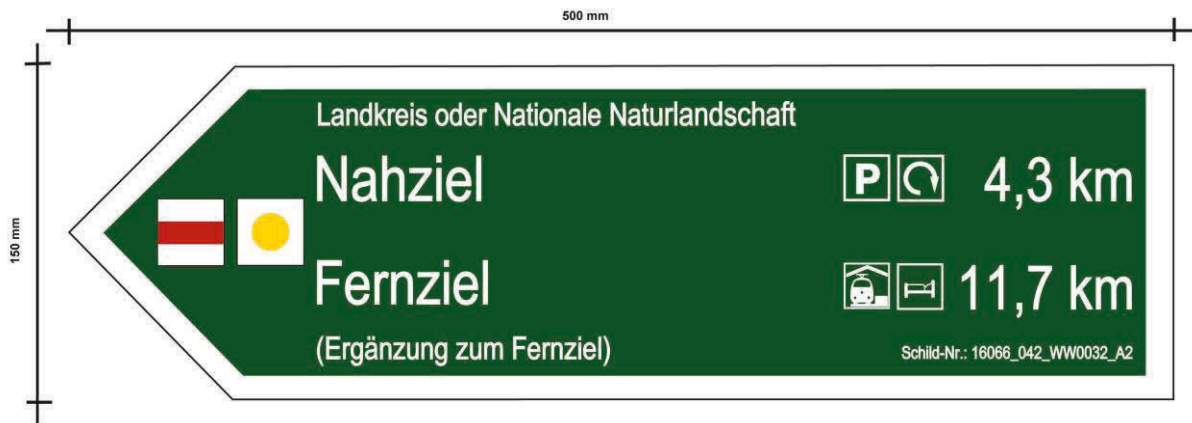 500 mm
150 mm
Landkreis oder Nationale Naturlandschaft
Nahziel P 4,3 km
Fernziel 11,7 km
(Ergänzung zum Fernziel)
Schild-Nr.: 16066_042_WW0032_A2